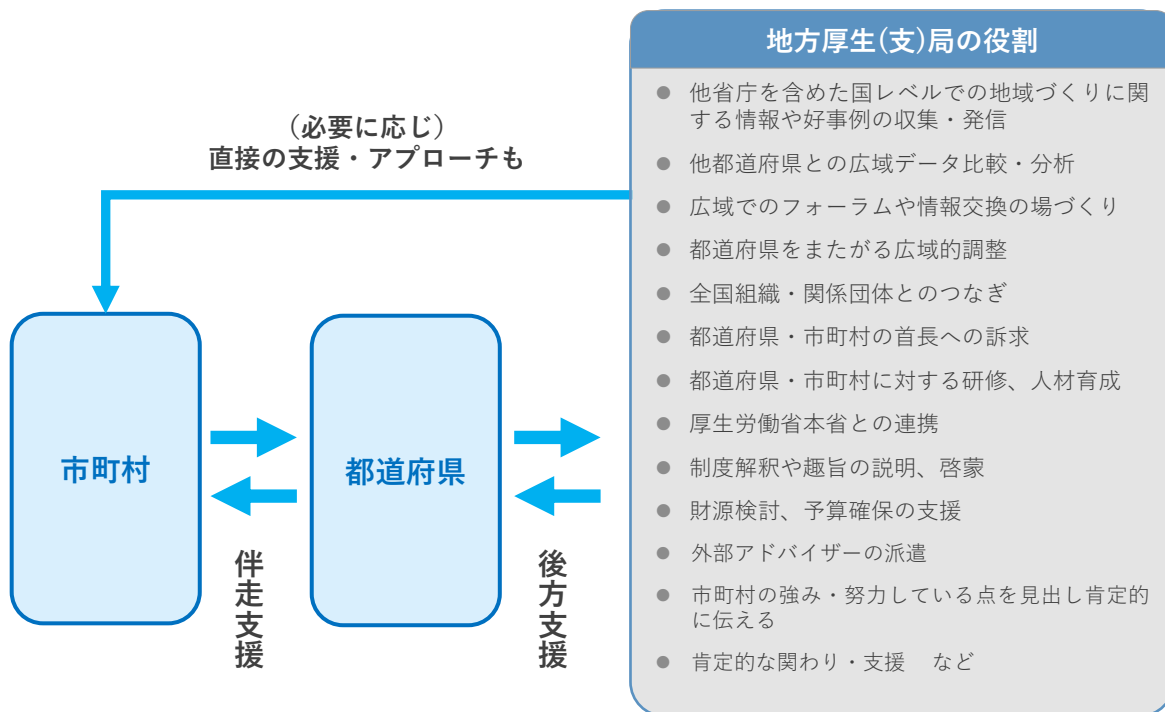 地方厚生(支)局の役割
(必要に応じ)
直接の支援・アプローチも
● 他省庁を含めた国レベルでの地域づくりに関
する情報や好事例の収集・発信
● 他都道府県との広域データ比較・分析
● 広域でのフォーラムや情報交換の場づくり
● 都道府県をまたがる広域的調整
● 全国組織・関係団体とのつなぎ
● 都道府県・市町村の首長への訴求
● 都道府県・市町村に対する研修、人材育成
● 厚生労働省本省との連携
● 制度解釈や趣旨の説明、啓蒙
● 財源検討、予算確保の支援
● 外部アドバイザーの派遣
● 市町村の強み・努力している点を見出し肯定的
に伝える
● 肯定的な関わり・支援 など
市町村
都道府県
伴走支援
後方支援